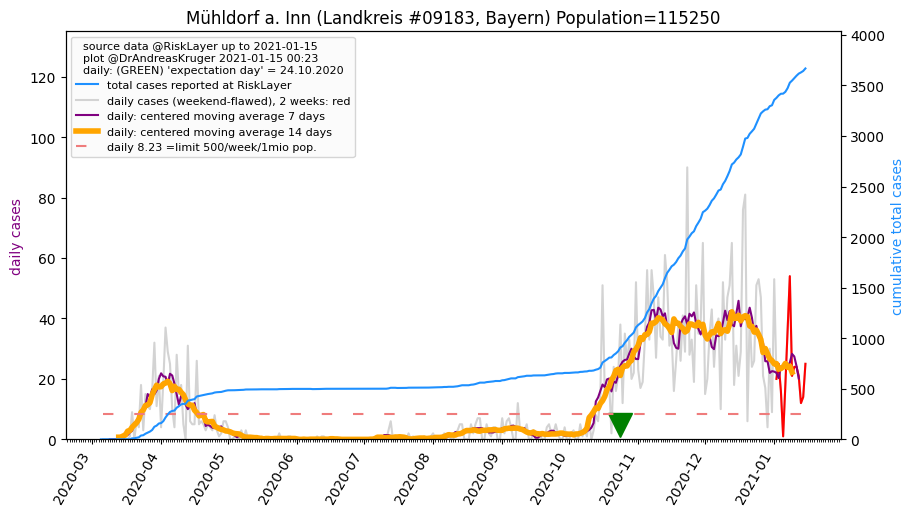 Mühldorf a. Inn (Landkreis #09183, Bayern) Population=115250
source data @RiskLayer up to 2021-01-15
plot @DrAndreasKruger 2021-01-15 00:23
daily: (GREEN) 'expectation day' = 24.10.2020
total cases reported at RiskLayer
daily cases (weekend-flawed), 2 weeks: red
daily: centered moving average 7 days
daily: centered moving average 14 days
daily 8.23 =limit 500/week/1mio pop.
daily cases
120
100
80
60
40
20
0
cumulative total cases
4000
3500
3000
2500
2000
1500
1000
500
0
2020-03
2020-04
2020-05
2020-06
2020-07
2020-08
2020-09
2020-10
2020-11
2020-12
2021-01